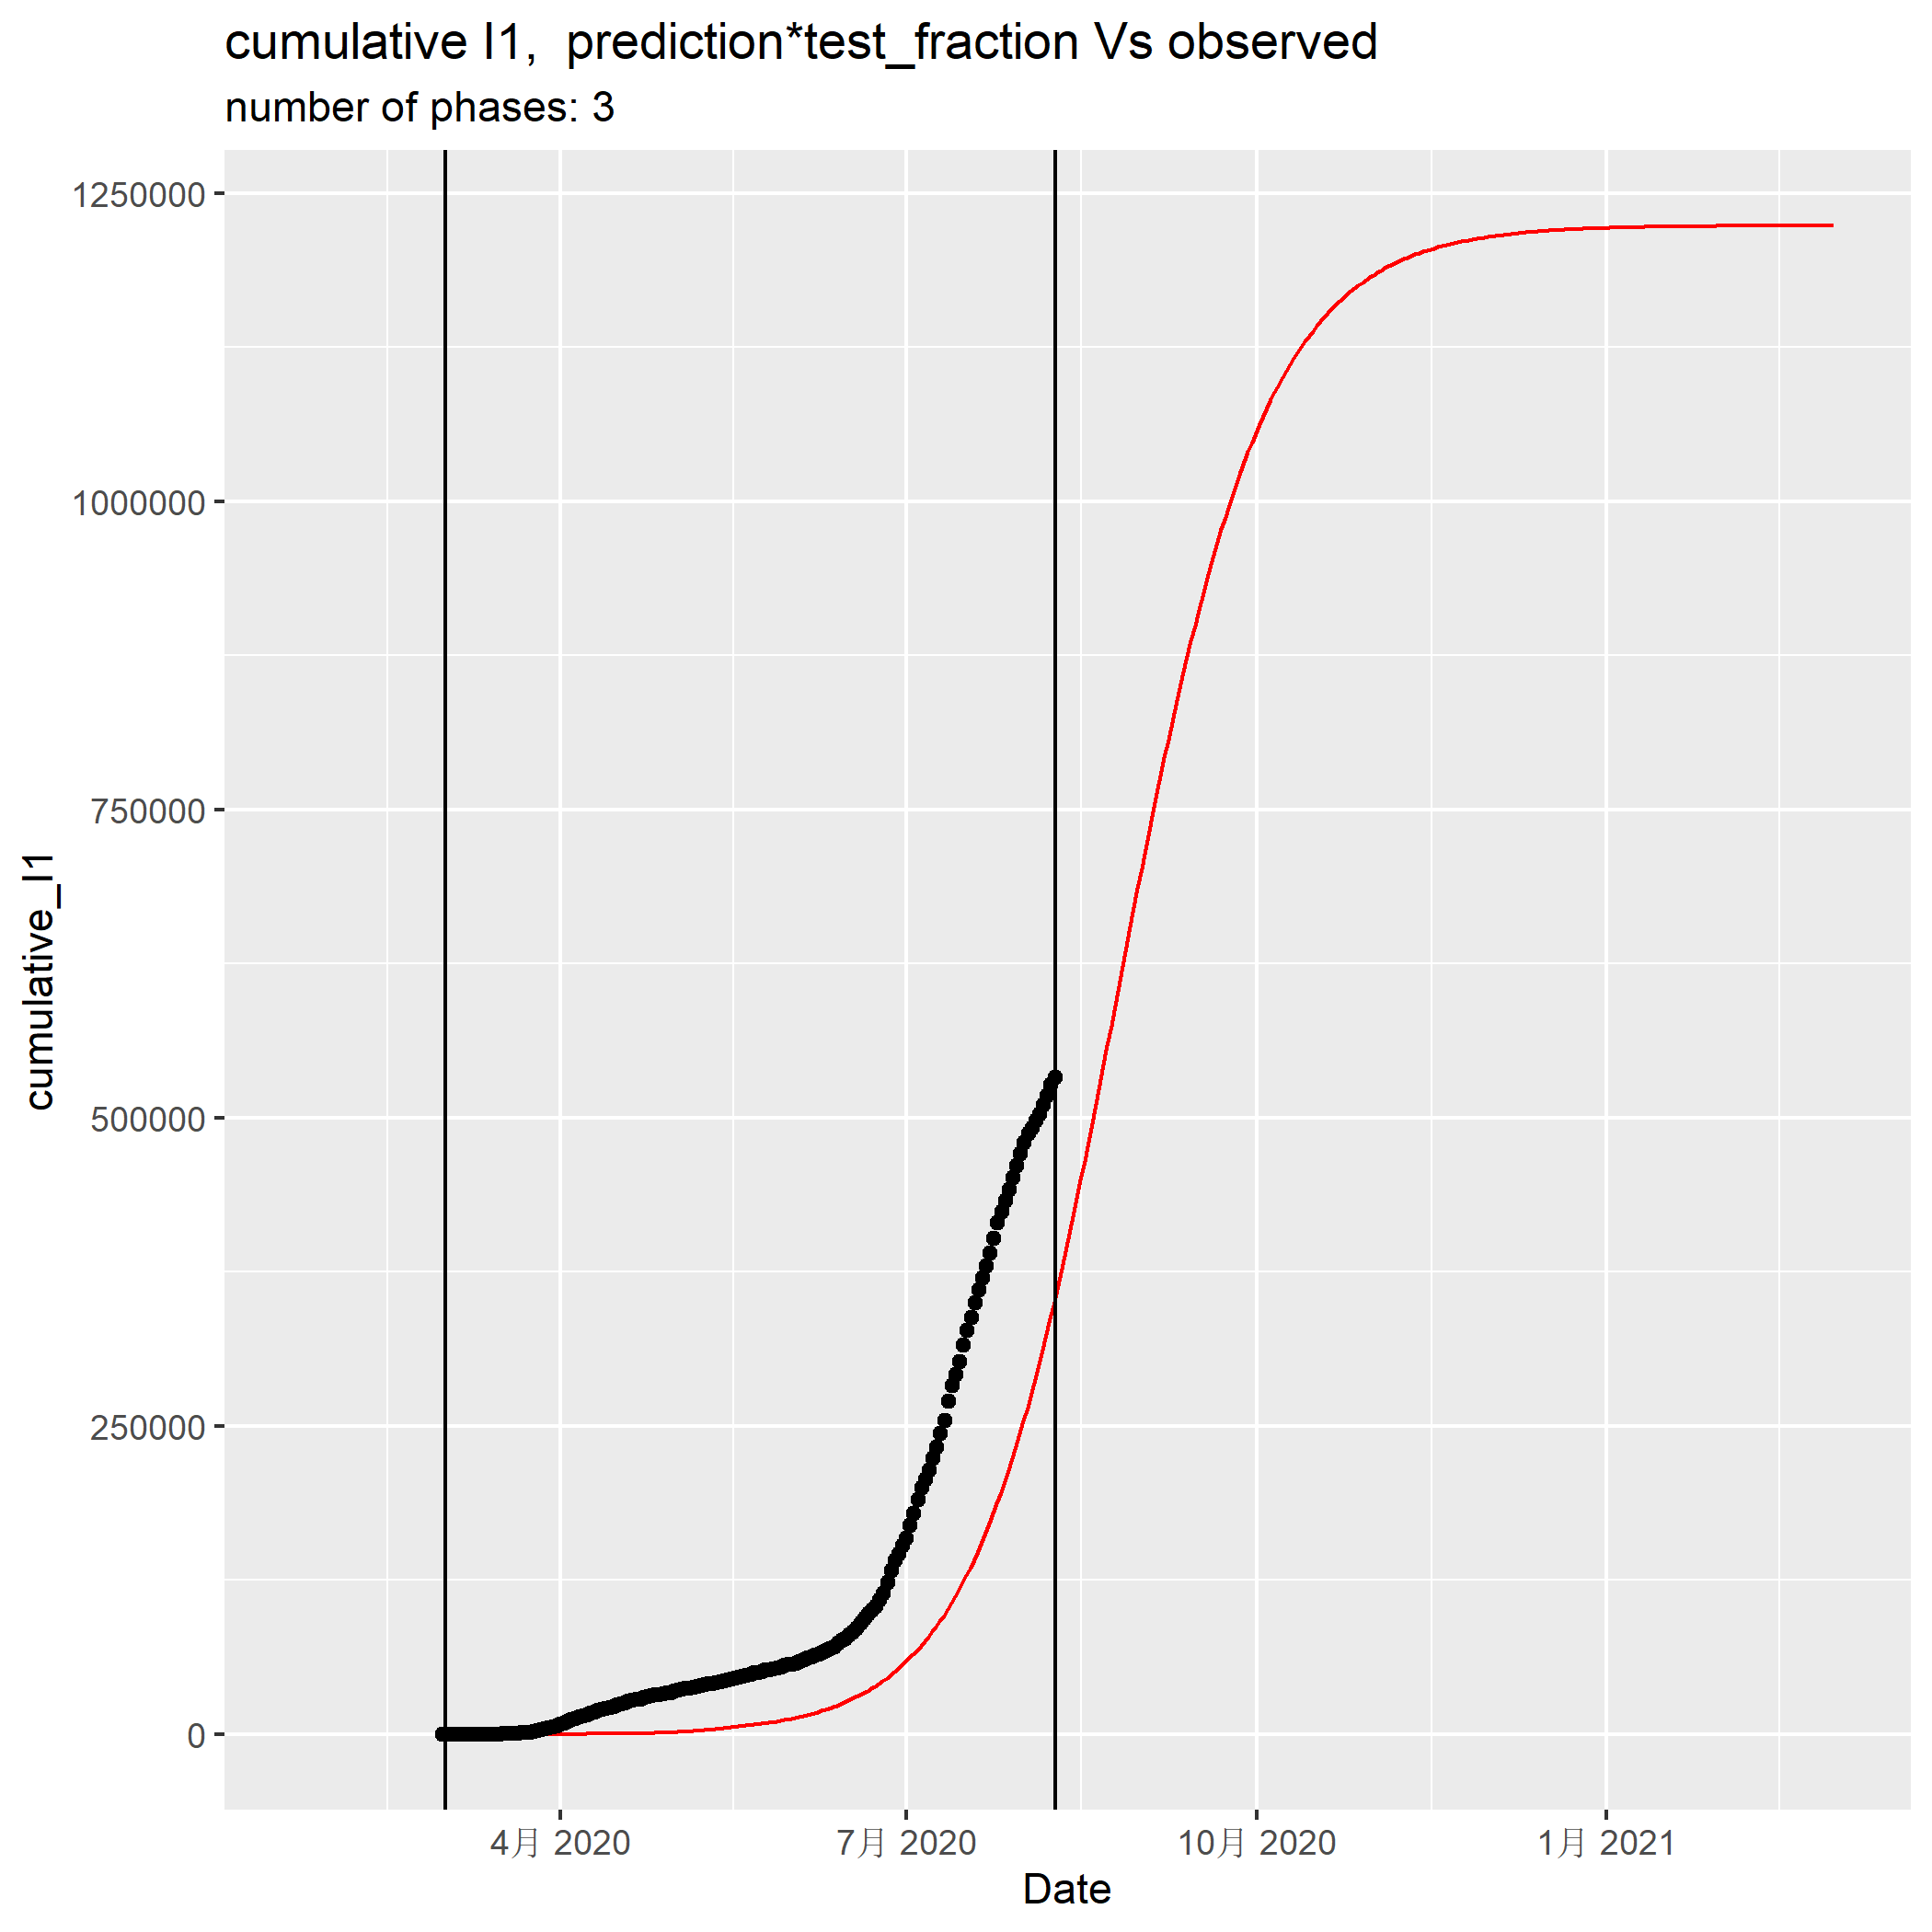 cumulative I1,  prediction*test_fraction Vs observed
number of phases: 3
1250000
1000000
750000
500000
250000
0
cumulative_I1
4月 2020
7月 2020
10月 2020
1月 2021
Date